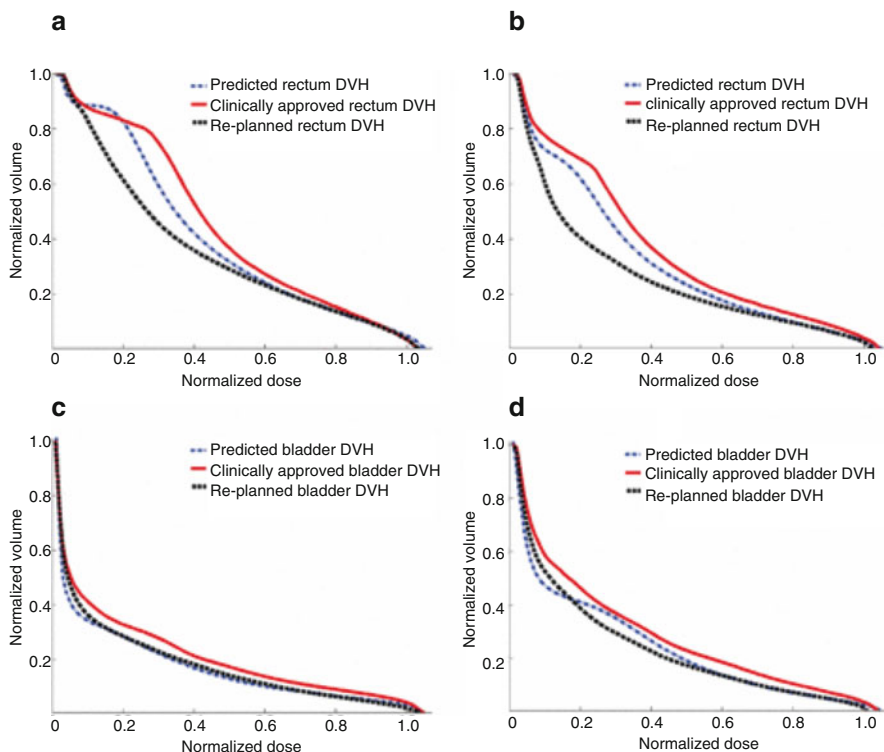 a
1.0
0.8
0.6
0.4
0.2
Normalized volume
Predicted rectum DVH
Clinically approved rectum DVH
Re-planned rectum DVH
0 0.2 0.4 0.6 0.8 1.0
Normalized dose
b
1.0
0.8
0.6
0.4
0.2
Normalized volume
Predicted rectum DVH
clinically approved rectum DVH
Re-planned rectum DVH
0 0.2 0.4 0.6 0.8 1.0
Normalized dose
c
1.0
0.8
0.6
0.4
0.2
Normalized volume
Predicted bladder DVH
Clinically approved bladder DVH
Re-planned bladder DVH
0 0.2 0.4 0.6 0.8 1.0
Normalized dose
d
1.0
0.8
0.6
0.4
0.2
Normalized volume
Predicted bladder DVH
Clinically approved bladder DVH
Re-planned bladder DVH
0 0.2 0.4 0.6 0.8 1.0
Normalized dose